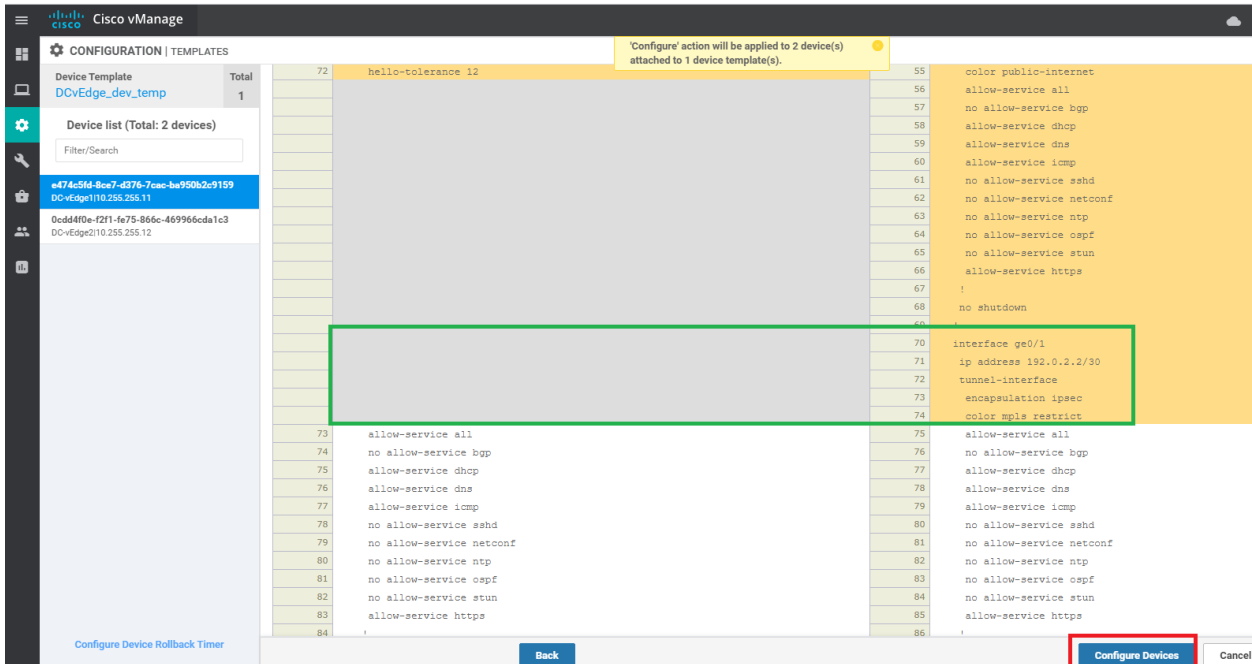 cisco Cisco vManage
CONFIGURATION | TEMPLATES
'Configure' action will be applied to 2 device(s)
attached to 1 device template(s).
Device Template Total
DCvEdge_dev_temp 1
Device list (Total: 2 devices)
Filter/Search
e474c5fd-8ce7-d376-7cac-ba950b2c9159
DC-vEdge1|10.255.255.11
0cdd4f0e-f2f1-fe75-866c-469966cda1c3
DC-vEdge2|10.255.255.12
Configure Device Rollback Timer
72 hello-tolerance 12
73 allow-service all
74 no allow-service bgp
75 allow-service dhcp
76 allow-service dns
77 allow-service icmp
78 no allow-service sshd
79 no allow-service netconf
80 no allow-service ntp
81 no allow-service ospf
82 no allow-service stun
83 allow-service https
84 !
55 color public-internet
56 allow-service all
57 no allow-service bgp
58 allow-service dhcp
59 allow-service dns
60 allow-service icmp
61 no allow-service sshd
62 no allow-service netconf
63 no allow-service ntp
64 no allow-service ospf
65 no allow-service stun
66 allow-service https
67 !
68 no shutdown
69 !
70 interface ge0/1
71 ip address 192.0.2.2/30
72 tunnel-interface
73 encapsulation ipsec
74 color mpls restrict
75 allow-service all
76 no allow-service bgp
77 allow-service dhcp
78 allow-service dns
79 allow-service icmp
80 no allow-service sshd
81 no allow-service netconf
82 no allow-service ntp
83 no allow-service ospf
84 no allow-service stun
85 allow-service https
86 !
Back
Configure Devices
Cancel